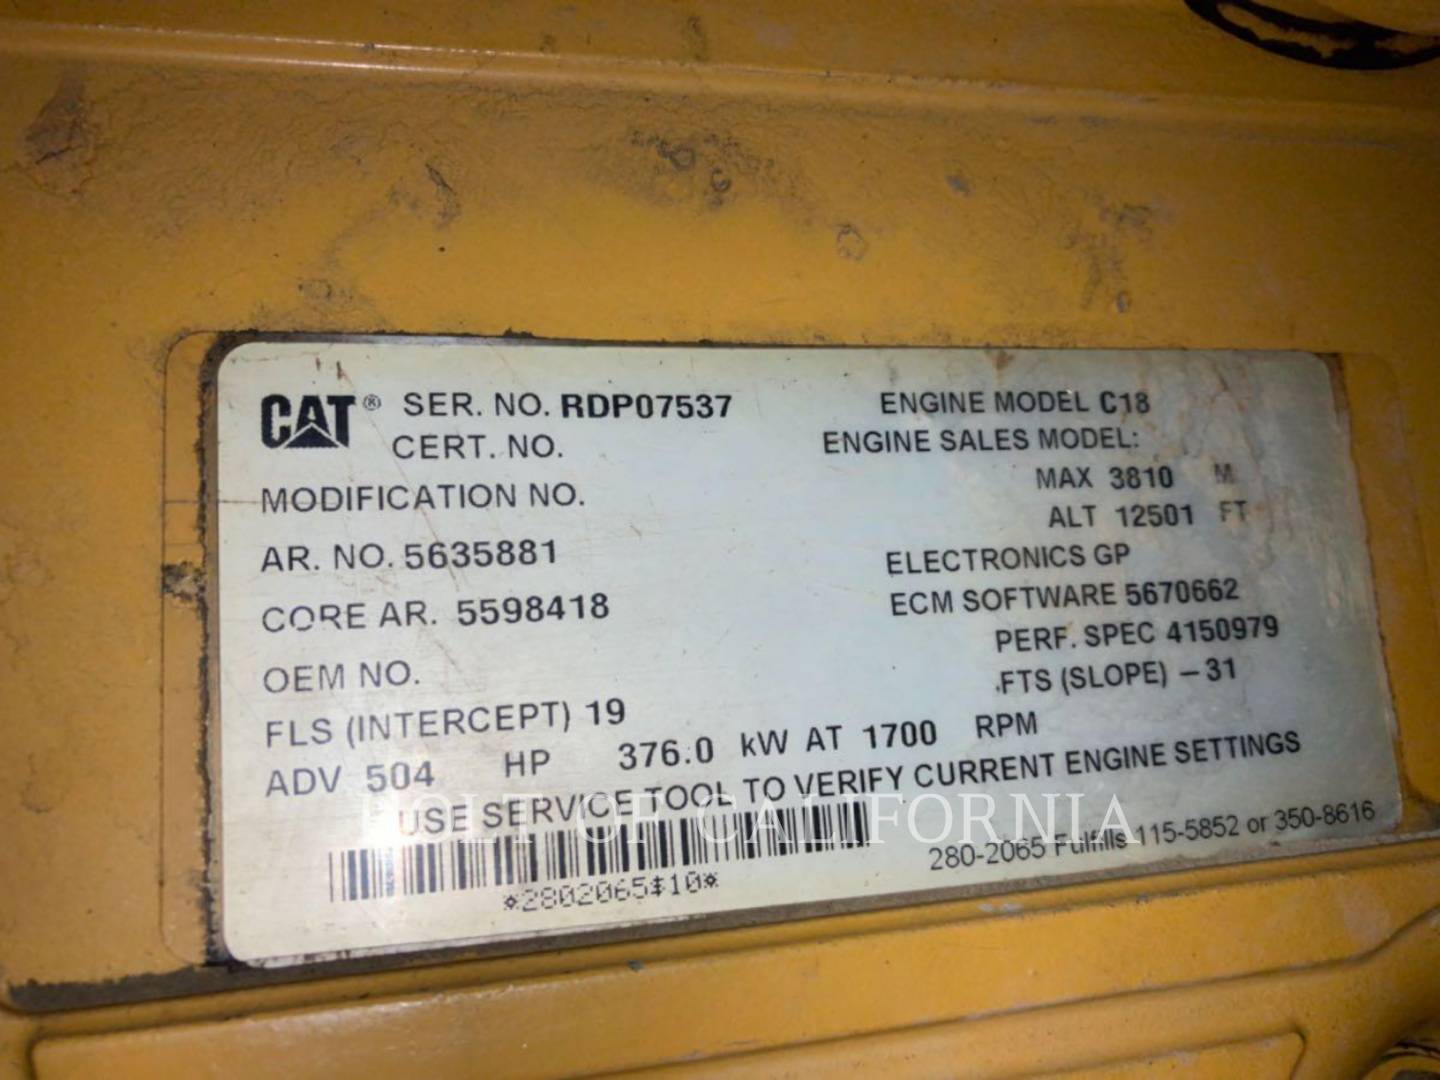 CAT® SER. NO. RDP07537 ENGINE MODEL C18
CERT. NO. ENGINE SALES MODEL:
MODIFICATION NO. MAX 3810 M
ALT 12501 FT
AR. NO. 5635881 ELECTRONICS GP
CORE AR. 5598418 ECM SOFTWARE 5670662
PERF. SPEC 4150979
OEM NO. FTS (SLOPE) -31
FLS (INTERCEPT) 19
ADV 504 HP 376.0 kW AT 1700 RPM
USE SERVICE TOOL TO VERIFY CURRENT ENGINE SETTINGS
HOLT OF CALIFORNIA
280-2065 Fulfills 115-5852 or 350-8616
*2802065$10*